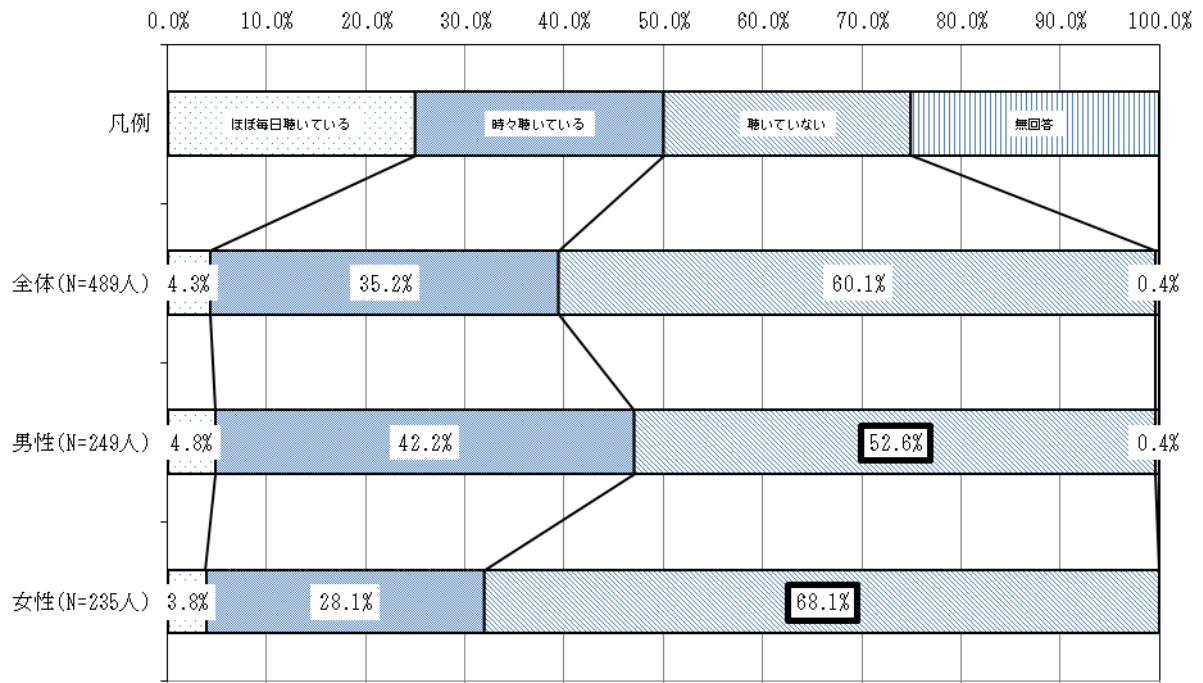 0.0% 10.0% 20.0% 30.0% 40.0% 50.0% 60.0% 70.0% 80.0% 90.0% 100.0%
凡例 ほぼ毎日聴いている 時々聴いている 聴いていない 無回答
全体(N=489人) 4.3% 35.2% 60.1% 0.4%
男性(N=249人) 4.8% 42.2% 52.6% 0.4%
女性(N=235人) 3.8% 28.1% 68.1%